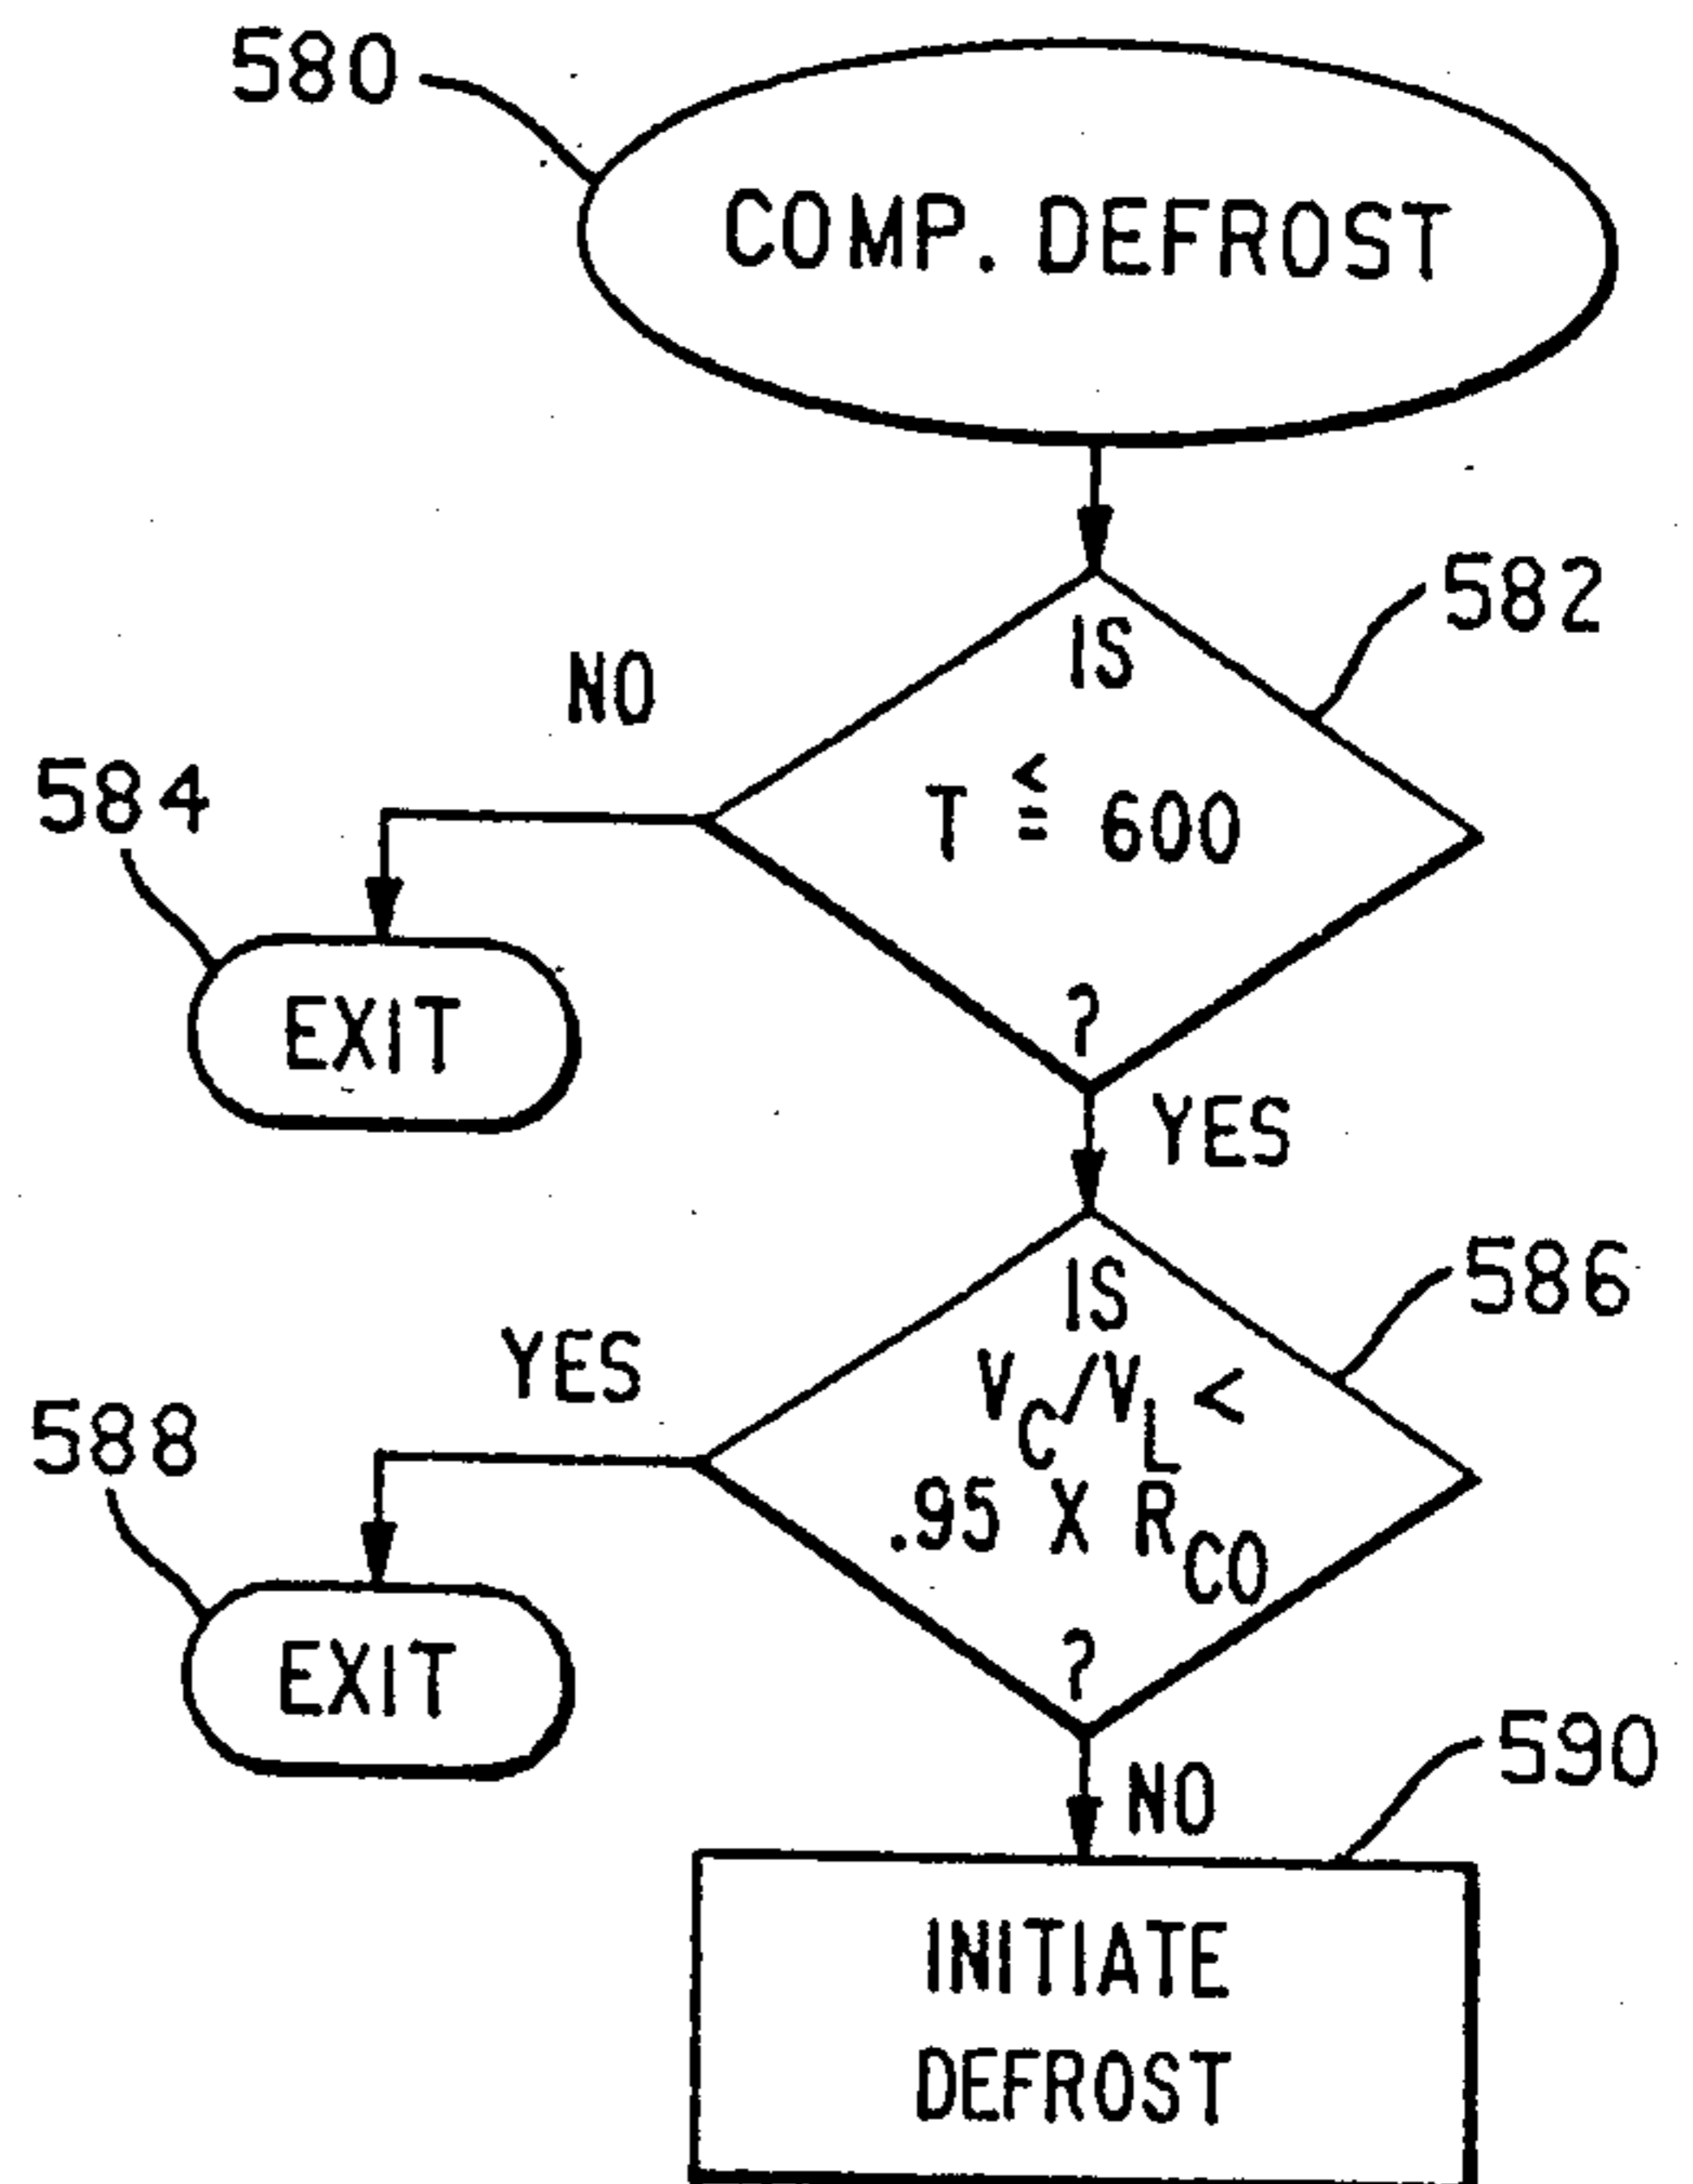 580
COMP. DEFROST
582
IS
T ≦ 600
?
NO
584
EXIT
YES
586
IS
V_C/V_L <
.95 X R_CO
?
YES
588
EXIT
NO
590
INITIATE
DEFROST